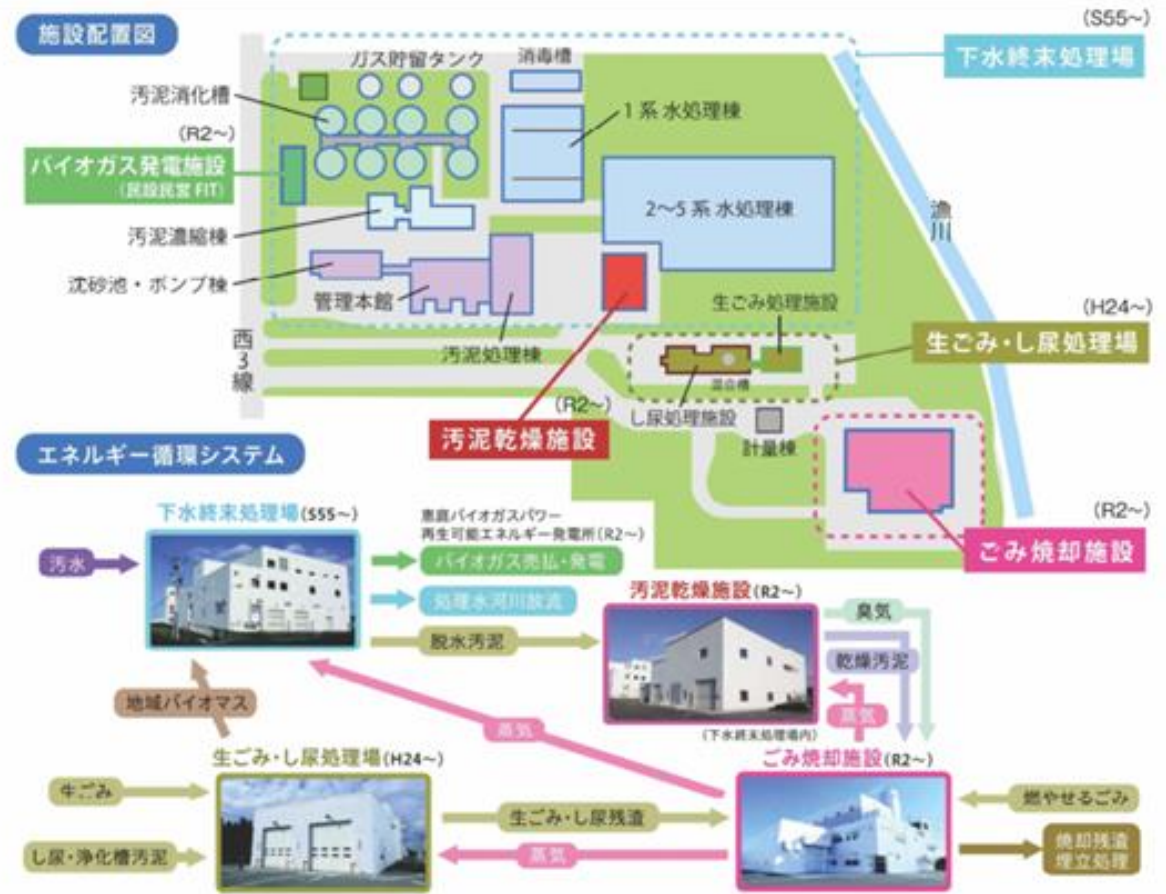 施設配置図
(S55～)
下水終末処理場
ガス貯留タンク
消毒槽
汚泥消化槽
1系 水処理棟
(R2～)
バイオガス発電施設
(民設民営 FIT)
2～5系 水処理棟
漁川
汚泥濃縮棟
沈砂池・ポンプ棟
管理本館
生ごみ処理施設
(H24～)
生ごみ・し尿処理場
西3線
汚泥処理棟
混合槽
し尿処理施設
(R2～)
汚泥乾燥施設
計量棟
(R2～)
ごみ焼却施設
エネルギー循環システム
下水終末処理場(S55～)
恵庭バイオガスパワー
再生可能エネルギー発電所(R2～)
汚水
バイオガス売払・発電
処理水河川放流
汚泥乾燥施設(R2～)
臭気
脱水汚泥
乾燥汚泥
地域バイオマス
蒸気
蒸気
(下水終末処理場内)
生ごみ・し尿処理場(H24～)
ごみ焼却施設(R2～)
生ごみ
生ごみ・し尿残渣
燃やせるごみ
し尿・浄化槽汚泥
蒸気
焼却残渣
埋立処理